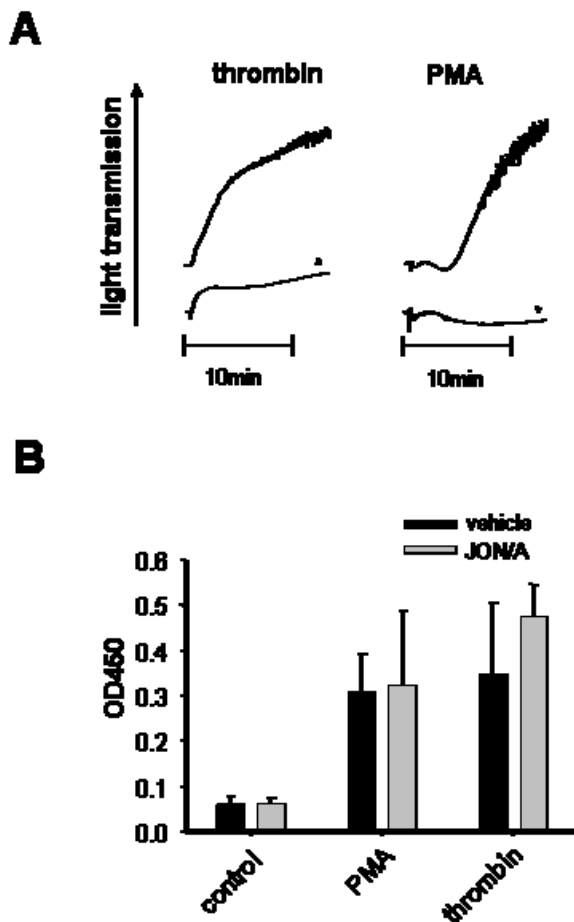 A
thrombin PMA
light transmission
10min 10min
B
vehicle
JON/A
0.6
0.5
0.4
0.3
0.2
0.1
0.0
OD450
control PMA thrombin